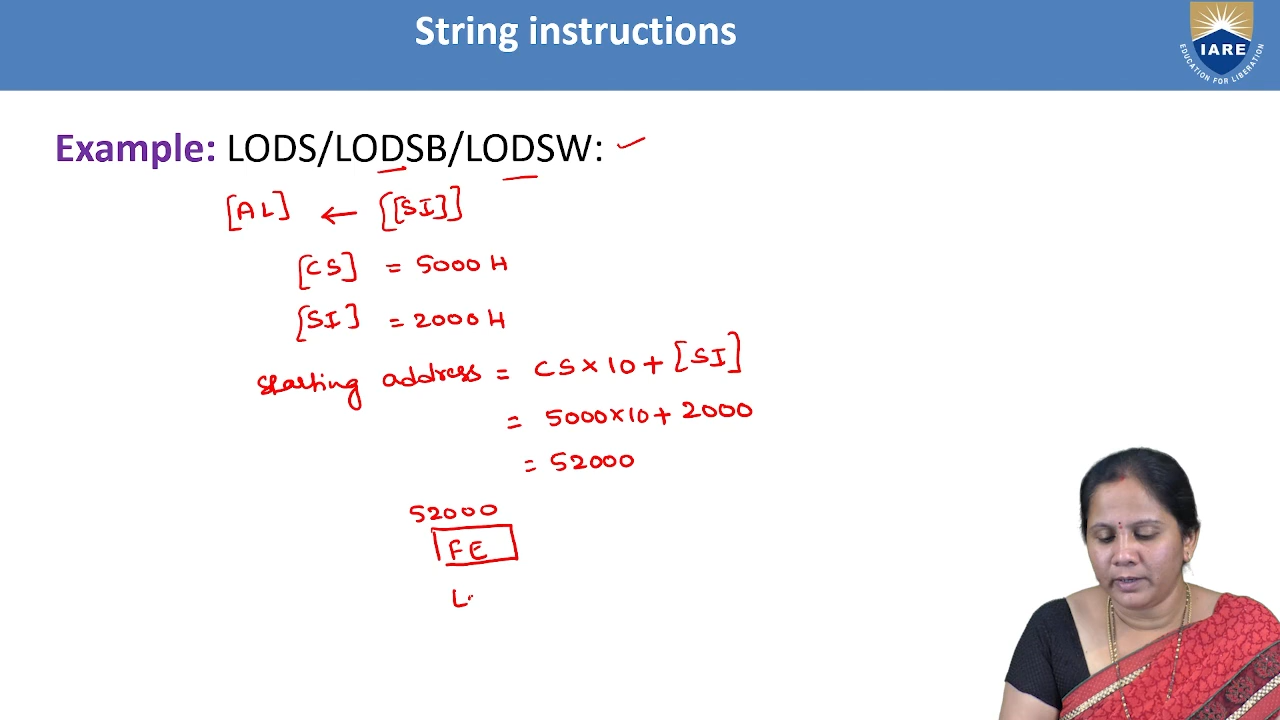 String instructions
IARE
EDUCATION FOR LIBERATION
Example: LODS/LODSB/LODSW:
[AL] ← [[SI]]
[CS] = 5000 H
[SI] = 2000 H
Starting address = CS × 10 + [SI]
= 5000×10 + 2000
= 52000
52000
FE
L